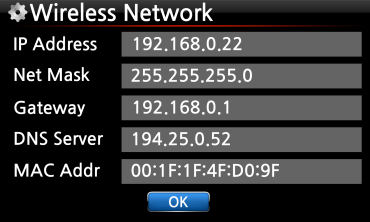 Wireless Network
IP Address 192.168.0.22
Net Mask 255.255.255.0
Gateway 192.168.0.1
DNS Server 194.25.0.52
MAC Addr 00:1F:1F:4F:D0:9F
OK